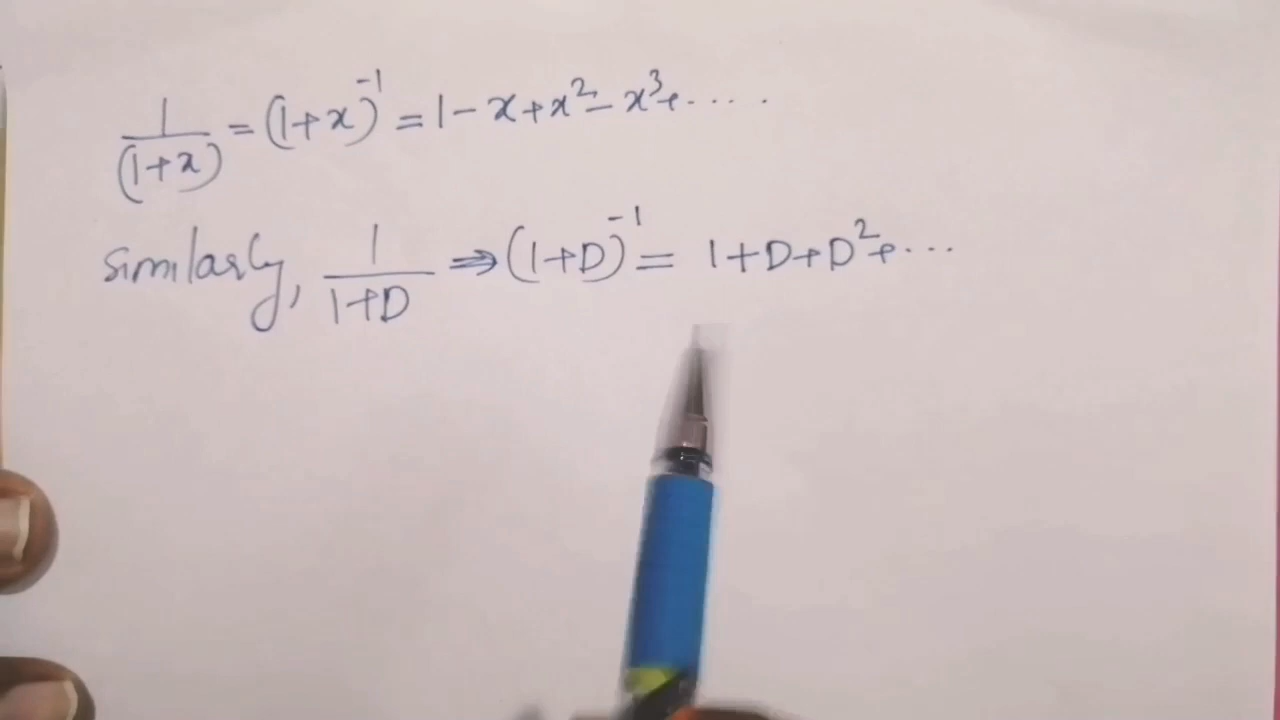 1/(1+x) = (1+x)^-1 = 1-x+x^2-x^3+.....
similarly, 1/1+D ⇒ (1+D)^-1 = 1+D+D^2+...